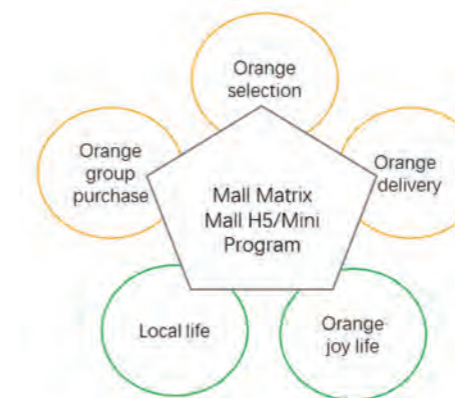 Orange
selection
Orange
group
purchase
Orange
delivery
Mall Matrix
Mall H5/Mini
Program
Local life
Orange
joy life